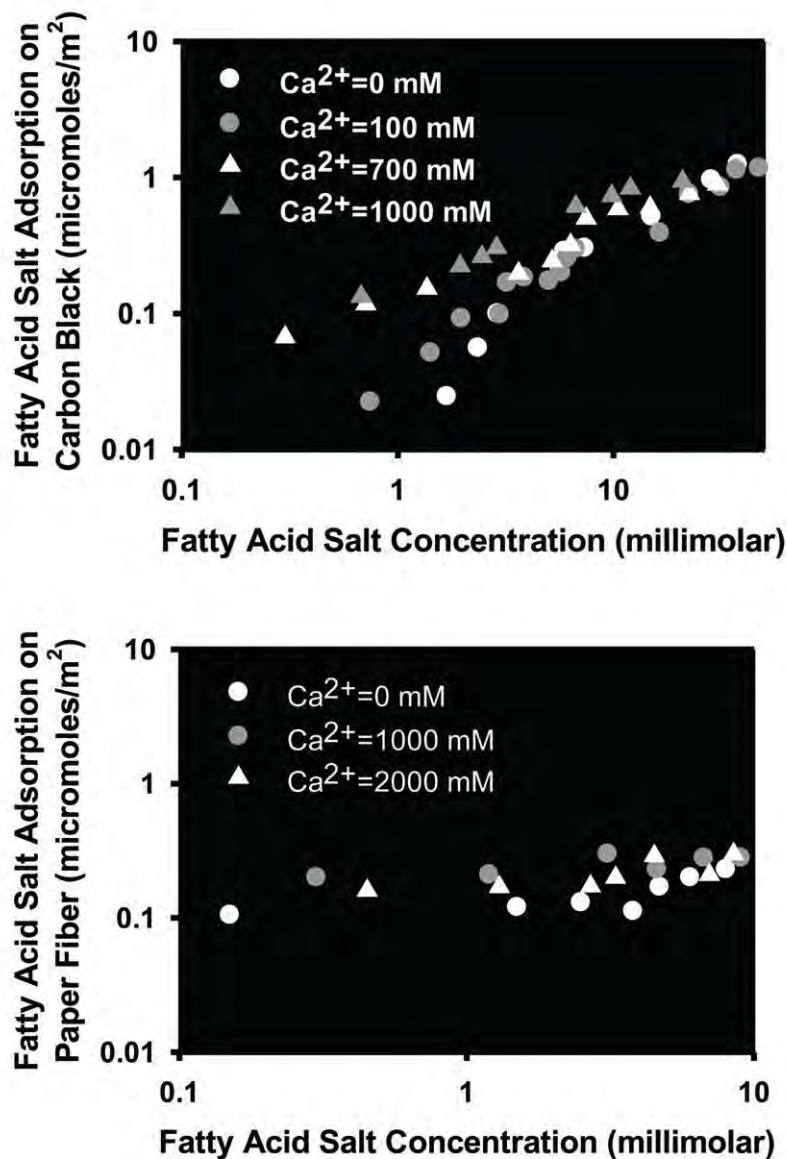 Fatty Acid Salt Adsorption on
Carbon Black (micromoles/m²)
10
1
0.1
0.01
Ca²⁺=0 mM
Ca²⁺=100 mM
Ca²⁺=700 mM
Ca²⁺=1000 mM
0.1 1 10
Fatty Acid Salt Concentration (millimolar)
Fatty Acid Salt Adsorption on
Paper Fiber (micromoles/m²)
10
1
0.1
0.01
Ca²⁺=0 mM
Ca²⁺=1000 mM
Ca²⁺=2000 mM
0.1 1 10
Fatty Acid Salt Concentration (millimolar)